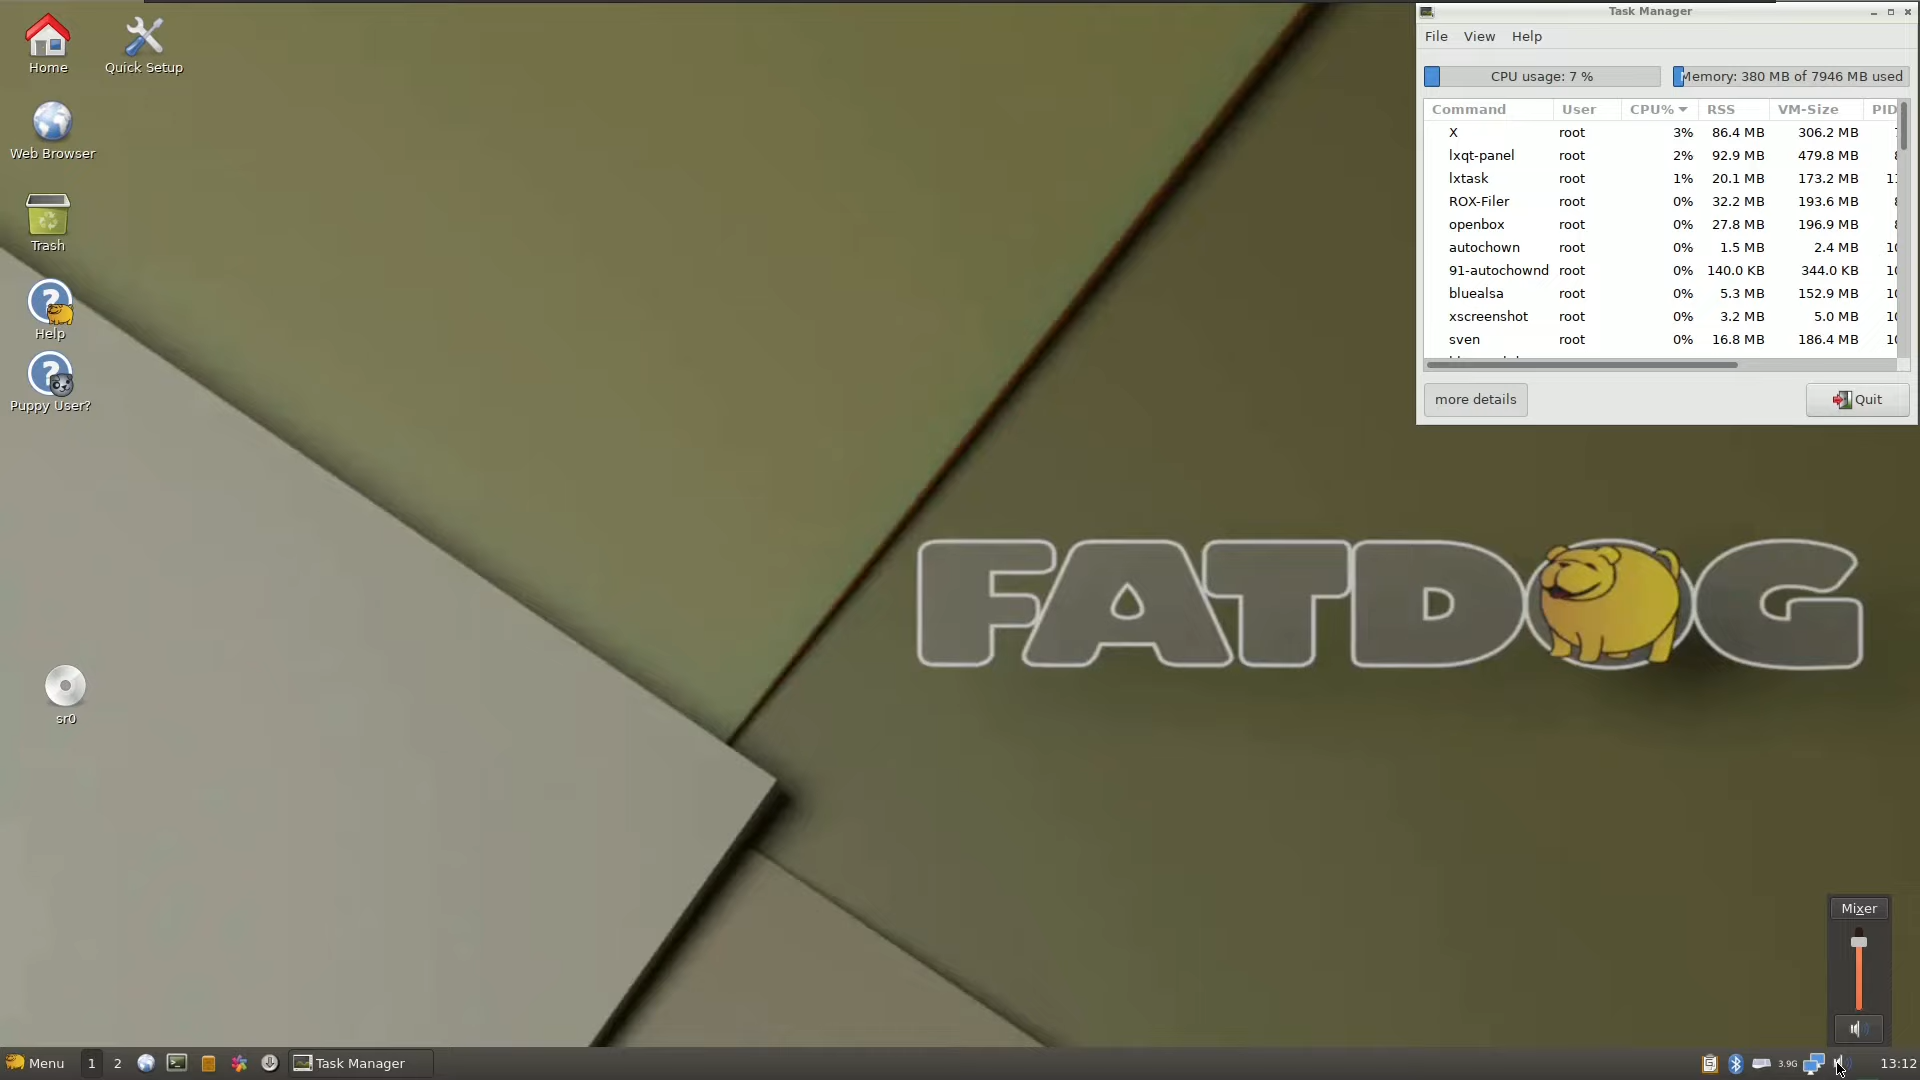 Home
Quick Setup
Web Browser
Trash
Help
Puppy User?
sr0
Task Manager
File View Help
CPU usage: 7 %
Memory: 380 MB of 7946 MB used
Command User CPU% RSS VM-Size PID
X root 3% 86.4 MB 306.2 MB
lxqt-panel root 2% 92.9 MB 479.8 MB
lxtask root 1% 20.1 MB 173.2 MB
ROX-Filer root 0% 32.2 MB 193.6 MB
openbox root 0% 27.8 MB 196.9 MB
autochown root 0% 1.5 MB 2.4 MB
91-autochownd root 0% 140.0 KB 344.0 KB
bluealsa root 0% 5.3 MB 152.9 MB
xscreenshot root 0% 3.2 MB 5.0 MB
sven root 0% 16.8 MB 186.4 MB
more details
Quit
FATDOG
Mixer
Menu 1 2 Task Manager 3.9G 13:12